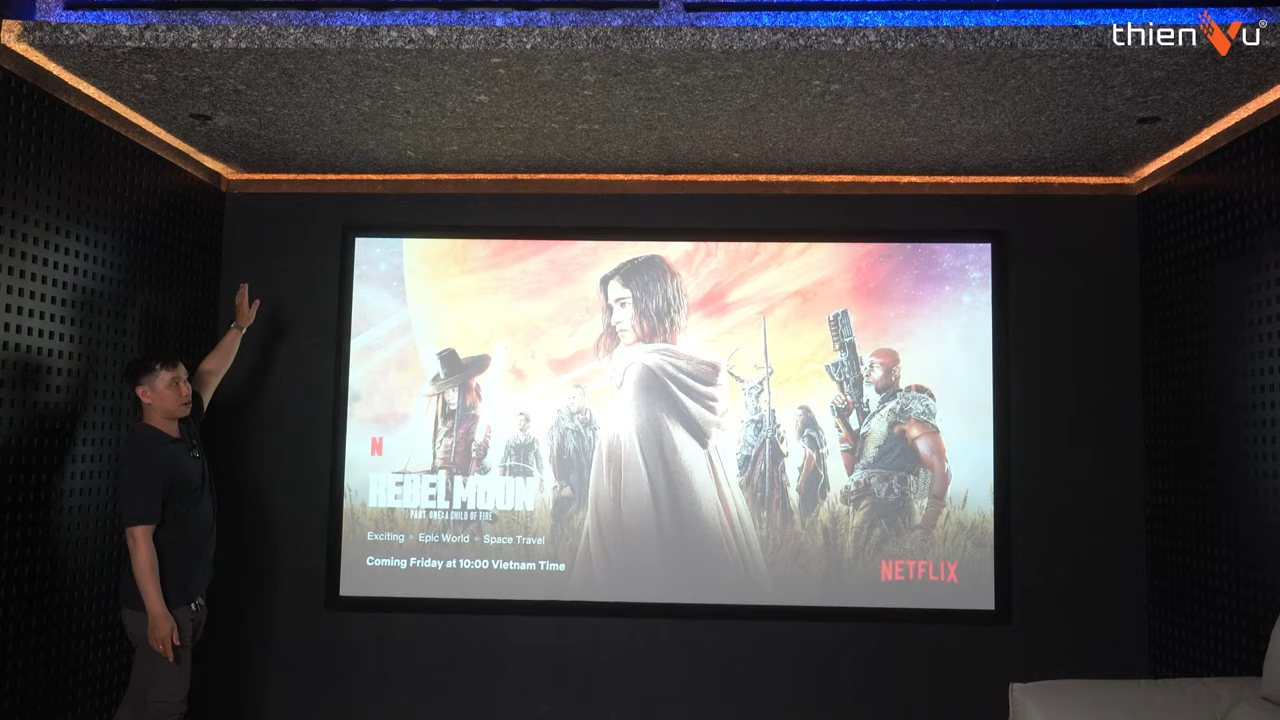 thienVu®
N
REBEL MOON
PART ONE: A CHILD OF FIRE
Exciting • Epic World • Space Travel
Coming Friday at 10:00 Vietnam Time
NETFLIX